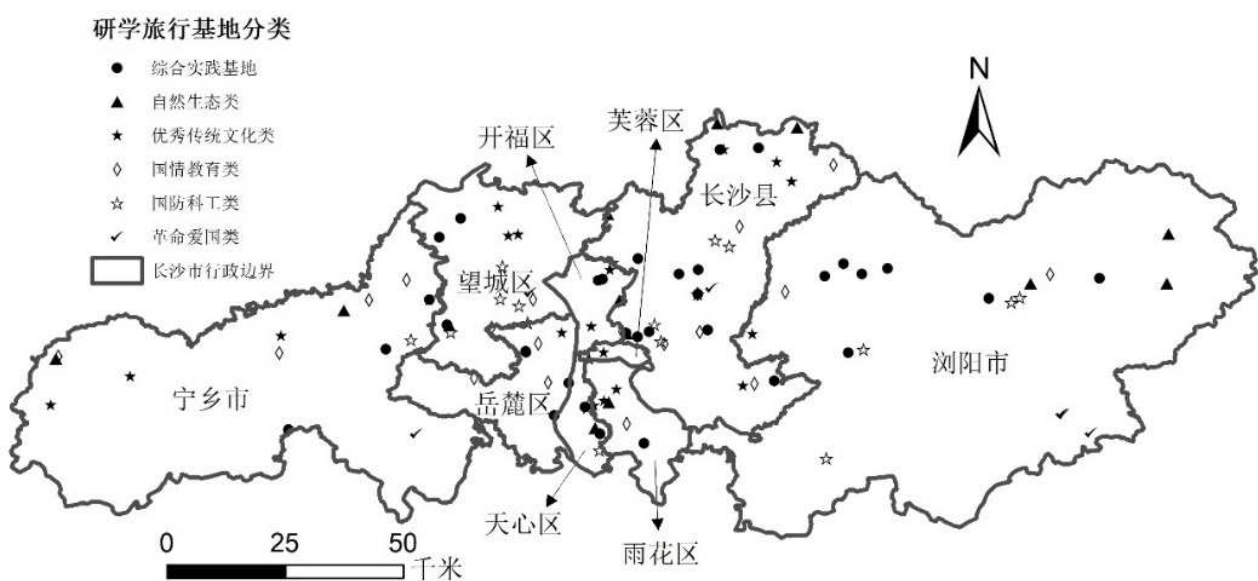 研学旅行基地分类
综合实践基地
自然生态类
优秀传统文化类
国情教育类
国防科工类
革命爱国类
长沙市行政边界
N
开福区
芙蓉区
长沙县
望城区
浏阳市
宁乡市
岳麓区
天心区
雨花区
0 25 50
千米